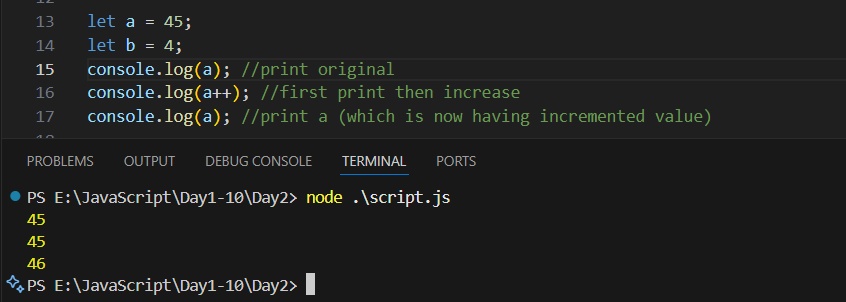 12
13 let a = 45;
14 let b = 4;
15 console.log(a); //print original
16 console.log(a++); //first print then increase
17 console.log(a); //print a (which is now having incremented value)
18
PROBLEMS OUTPUT DEBUG CONSOLE TERMINAL PORTS
PS E:\JavaScript\Day1-10\Day2> node .\script.js
45
45
46
PS E:\JavaScript\Day1-10\Day2>